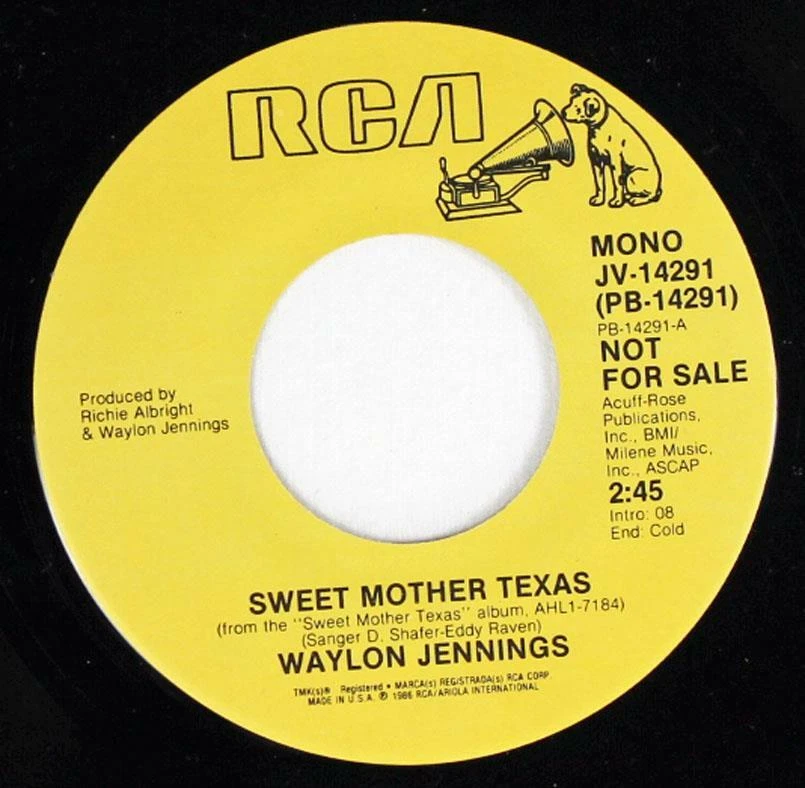 RCA
MONO
JV-14291
(PB-14291)
PB-14291-A
NOT
FOR SALE
Acuff-Rose
Publications,
Inc., BMI/
Milene Music,
Inc., ASCAP
2:45
Intro: 08
End: Cold
Produced by
Richie Albright
& Waylon Jennings
SWEET MOTHER TEXAS
(from the "Sweet Mother Texas" album, AHL1-7184)
(Sanger D. Shafer-Eddy Raven)
WAYLON JENNINGS
TMK(s)® Registered • MARCA(s) REGISTRADA(s) RCA CORP.
MADE IN U.S.A. ℗ 1986 RCA/ARIOLA INTERNATIONAL